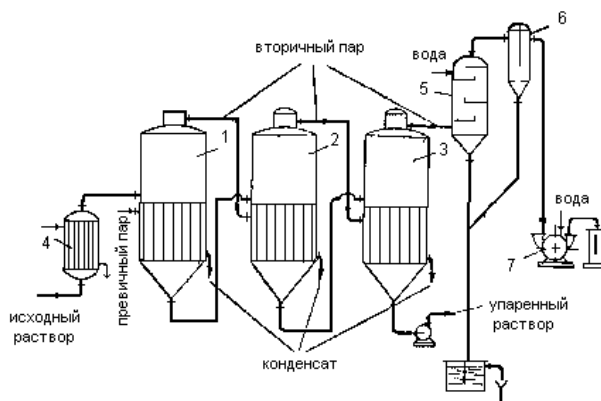 6
вторичный пар
вода
5
1
2
3
4
превичный пар
вода
7
исходный
раствор
упаренный
раствор
конденсат